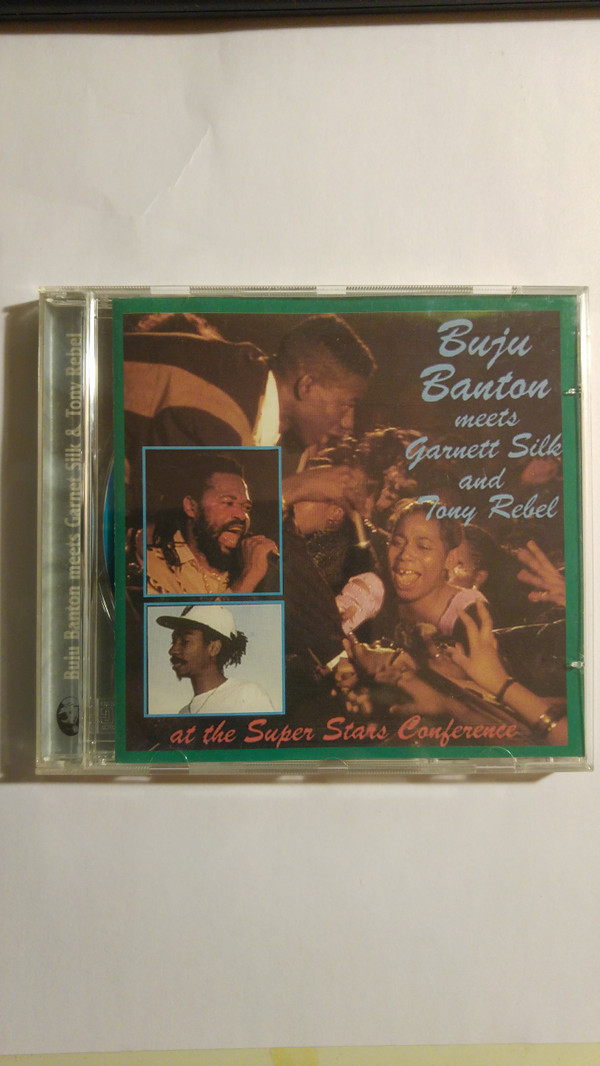 Buju Banton meets Garnet Silk & Tony Rebel
Buju
Banton
meets
Garnett Silk
and
Tony Rebel
at the Super Stars Conference